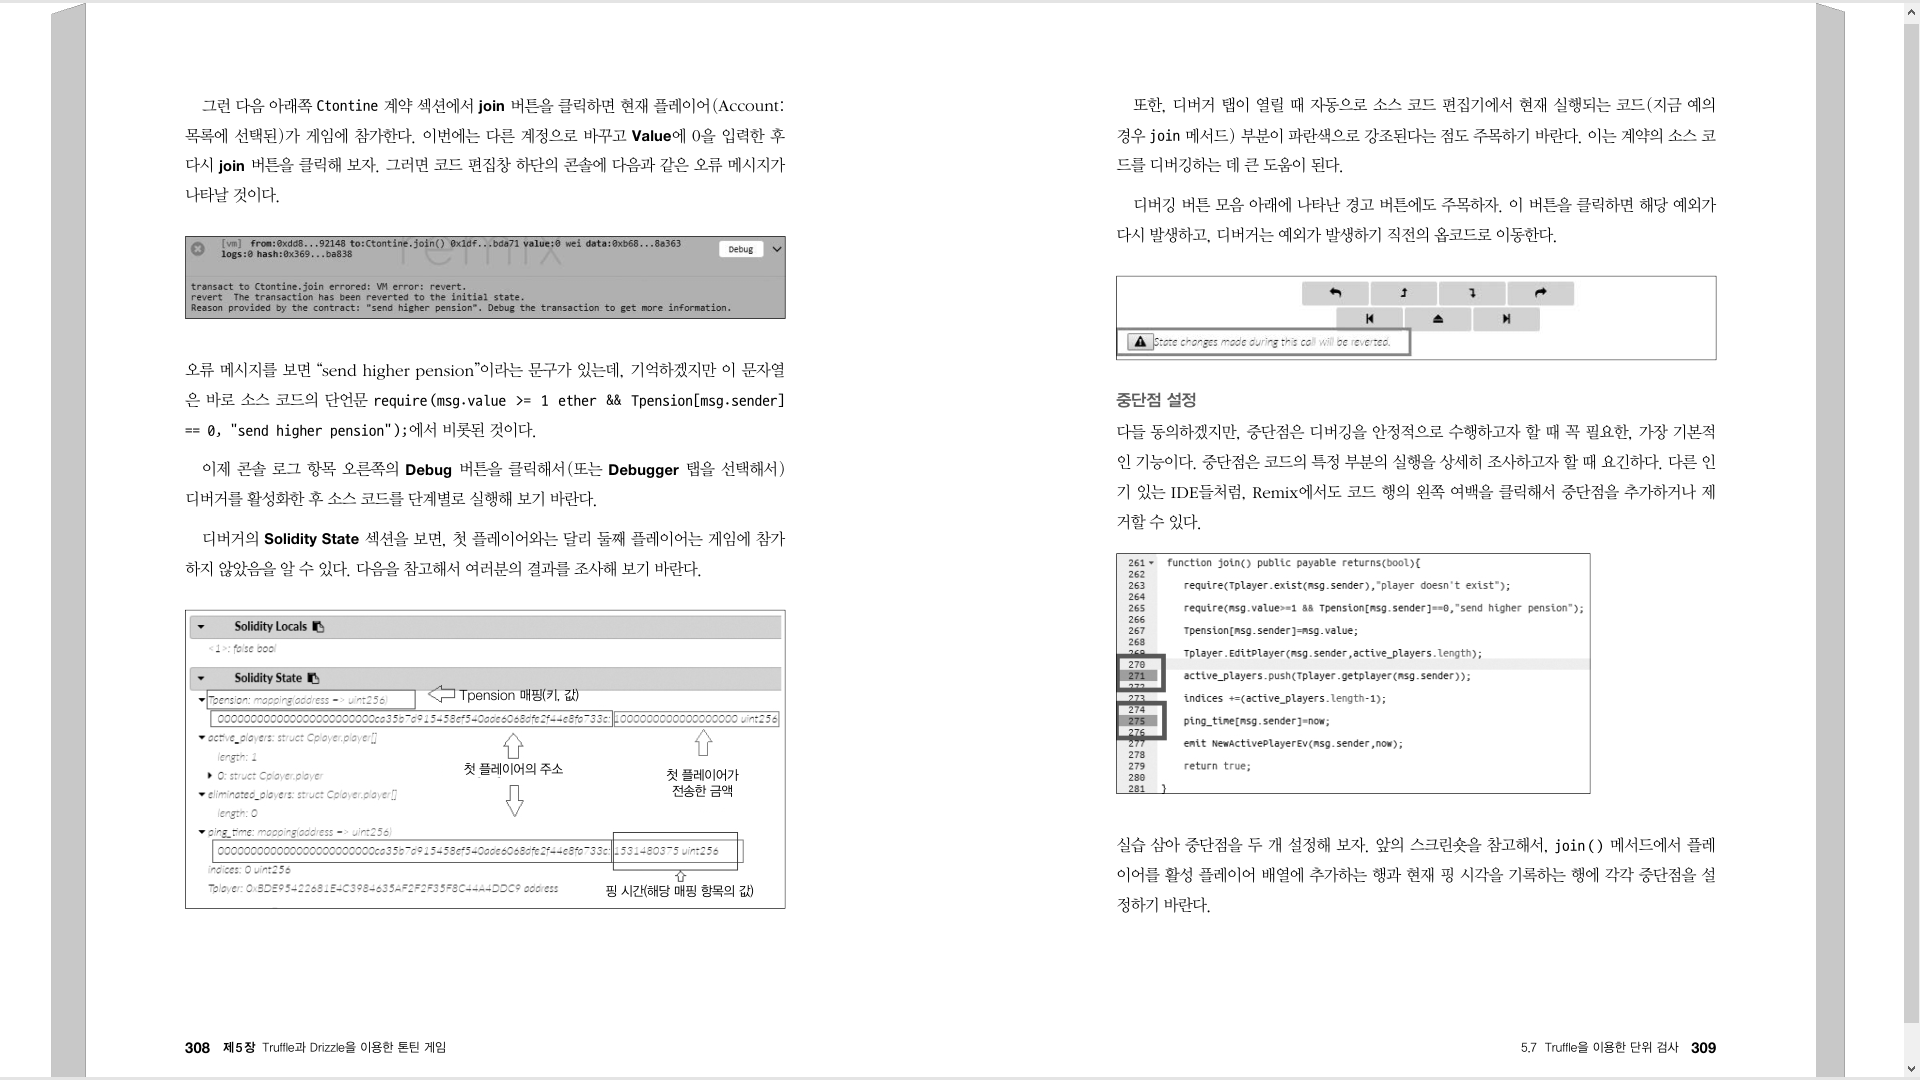 그런 다음 아래쪽 Ctontine 계약 섹션에서 join 버튼을 클릭하면 현재 플레이어(Account:
목록에 선택된)가 게임에 참가한다. 이번에는 다른 계정으로 바꾸고 Value에 0을 입력한 후
다시 join 버튼을 클릭해 보자. 그러면 코드 편집창 하단의 콘솔에 다음과 같은 오류 메시지가
나타날 것이다.
[vm] from:0xdd8...92148 to:Ctontine.join() 0x1df...bda71 value:0 wei data:0xb68...8a363
logs:0 hash:0x369...ba838
Debug
remix
transact to Ctontine.join errored: VM error: revert.
revert The transaction has been reverted to the initial state.
Reason provided by the contract: "send higher pension". Debug the transaction to get more information.
오류 메시지를 보면 “send higher pension”이라는 문구가 있는데, 기억하겠지만 이 문자열
은 바로 소스 코드의 단언문 require(msg.value >= 1 ether && Tpension[msg.sender]
== 0, "send higher pension");에서 비롯된 것이다.
이제 콘솔 로그 항목 오른쪽의 Debug 버튼을 클릭해서(또는 Debugger 탭을 선택해서)
디버거를 활성화한 후 소스 코드를 단계별로 실행해 보기 바란다.
디버거의 Solidity State 섹션을 보면, 첫 플레이어와는 달리 둘째 플레이어는 게임에 참가
하지 않았음을 알 수 있다. 다음을 참고해서 여러분의 결과를 조사해 보기 바란다.
Solidity Locals
<1>: false bool
Solidity State
Tpension: mapping(address => uint256)
Tpension 매핑(키, 값)
000000000000000000000000ca35b7d915458ef540ade6068dfe2f44e8fa733c: 1000000000000000000 uint256
active_players: struct Cplayer.player[]
length: 1
첫 플레이어의 주소
첫 플레이어가
전송한 금액
0: struct Cplayer.player
eliminated_players: struct Cplayer.player[]
length: 0
ping_time: mapping(address => uint256)
000000000000000000000000ca35b7d915458ef540ade6068dfe2f44e8fa733c: 1531480375 uint256
indices: 0 uint256
Tplayer: 0xBDE95422681E4C3984635AF2F2F35F8C44A4DDC9 address
핑 시간(해당 매핑 항목의 값)
308 제5장 Truffle과 Drizzle을 이용한 톤틴 게임
또한, 디버거 탭이 열릴 때 자동으로 소스 코드 편집기에서 현재 실행되는 코드(지금 예의
경우 join 메서드) 부분이 파란색으로 강조된다는 점도 주목하기 바란다. 이는 계약의 소스 코
드를 디버깅하는 데 큰 도움이 된다.
디버깅 버튼 모음 아래에 나타난 경고 버튼에도 주목하자. 이 버튼을 클릭하면 해당 예외가
다시 발생하고, 디버거는 예외가 발생하기 직전의 옵코드로 이동한다.
State changes made during this call will be reverted.
중단점 설정
다들 동의하겠지만, 중단점은 디버깅을 안정적으로 수행하고자 할 때 꼭 필요한, 가장 기본적
인 기능이다. 중단점은 코드의 특정 부분의 실행을 상세히 조사하고자 할 때 요긴하다. 다른 인
기 있는 IDE들처럼, Remix에서도 코드 행의 왼쪽 여백을 클릭해서 중단점을 추가하거나 제
거할 수 있다.
261 function join() public payable returns(bool){
262
263 require(Tplayer.exist(msg.sender),"player doesn't exist");
264
265 require(msg.value>=1 && Tpension[msg.sender]==0,"send higher pension");
266
267 Tpension[msg.sender]=msg.value;
268
269 Tplayer.EditPlayer(msg.sender,active_players.length);
270
271 active_players.push(Tplayer.getplayer(msg.sender));
272
273 indices +=(active_players.length-1);
274
275 ping_time[msg.sender]=now;
276
277 emit NewActivePlayerEv(msg.sender,now);
278
279 return true;
280
281 }
실습 삼아 중단점을 두 개 설정해 보자. 앞의 스크린숏을 참고해서, join() 메서드에서 플레
이어를 활성 플레이어 배열에 추가하는 행과 현재 핑 시각을 기록하는 행에 각각 중단점을 설
정하기 바란다.
5.7 Truffle을 이용한 단위 검사 309